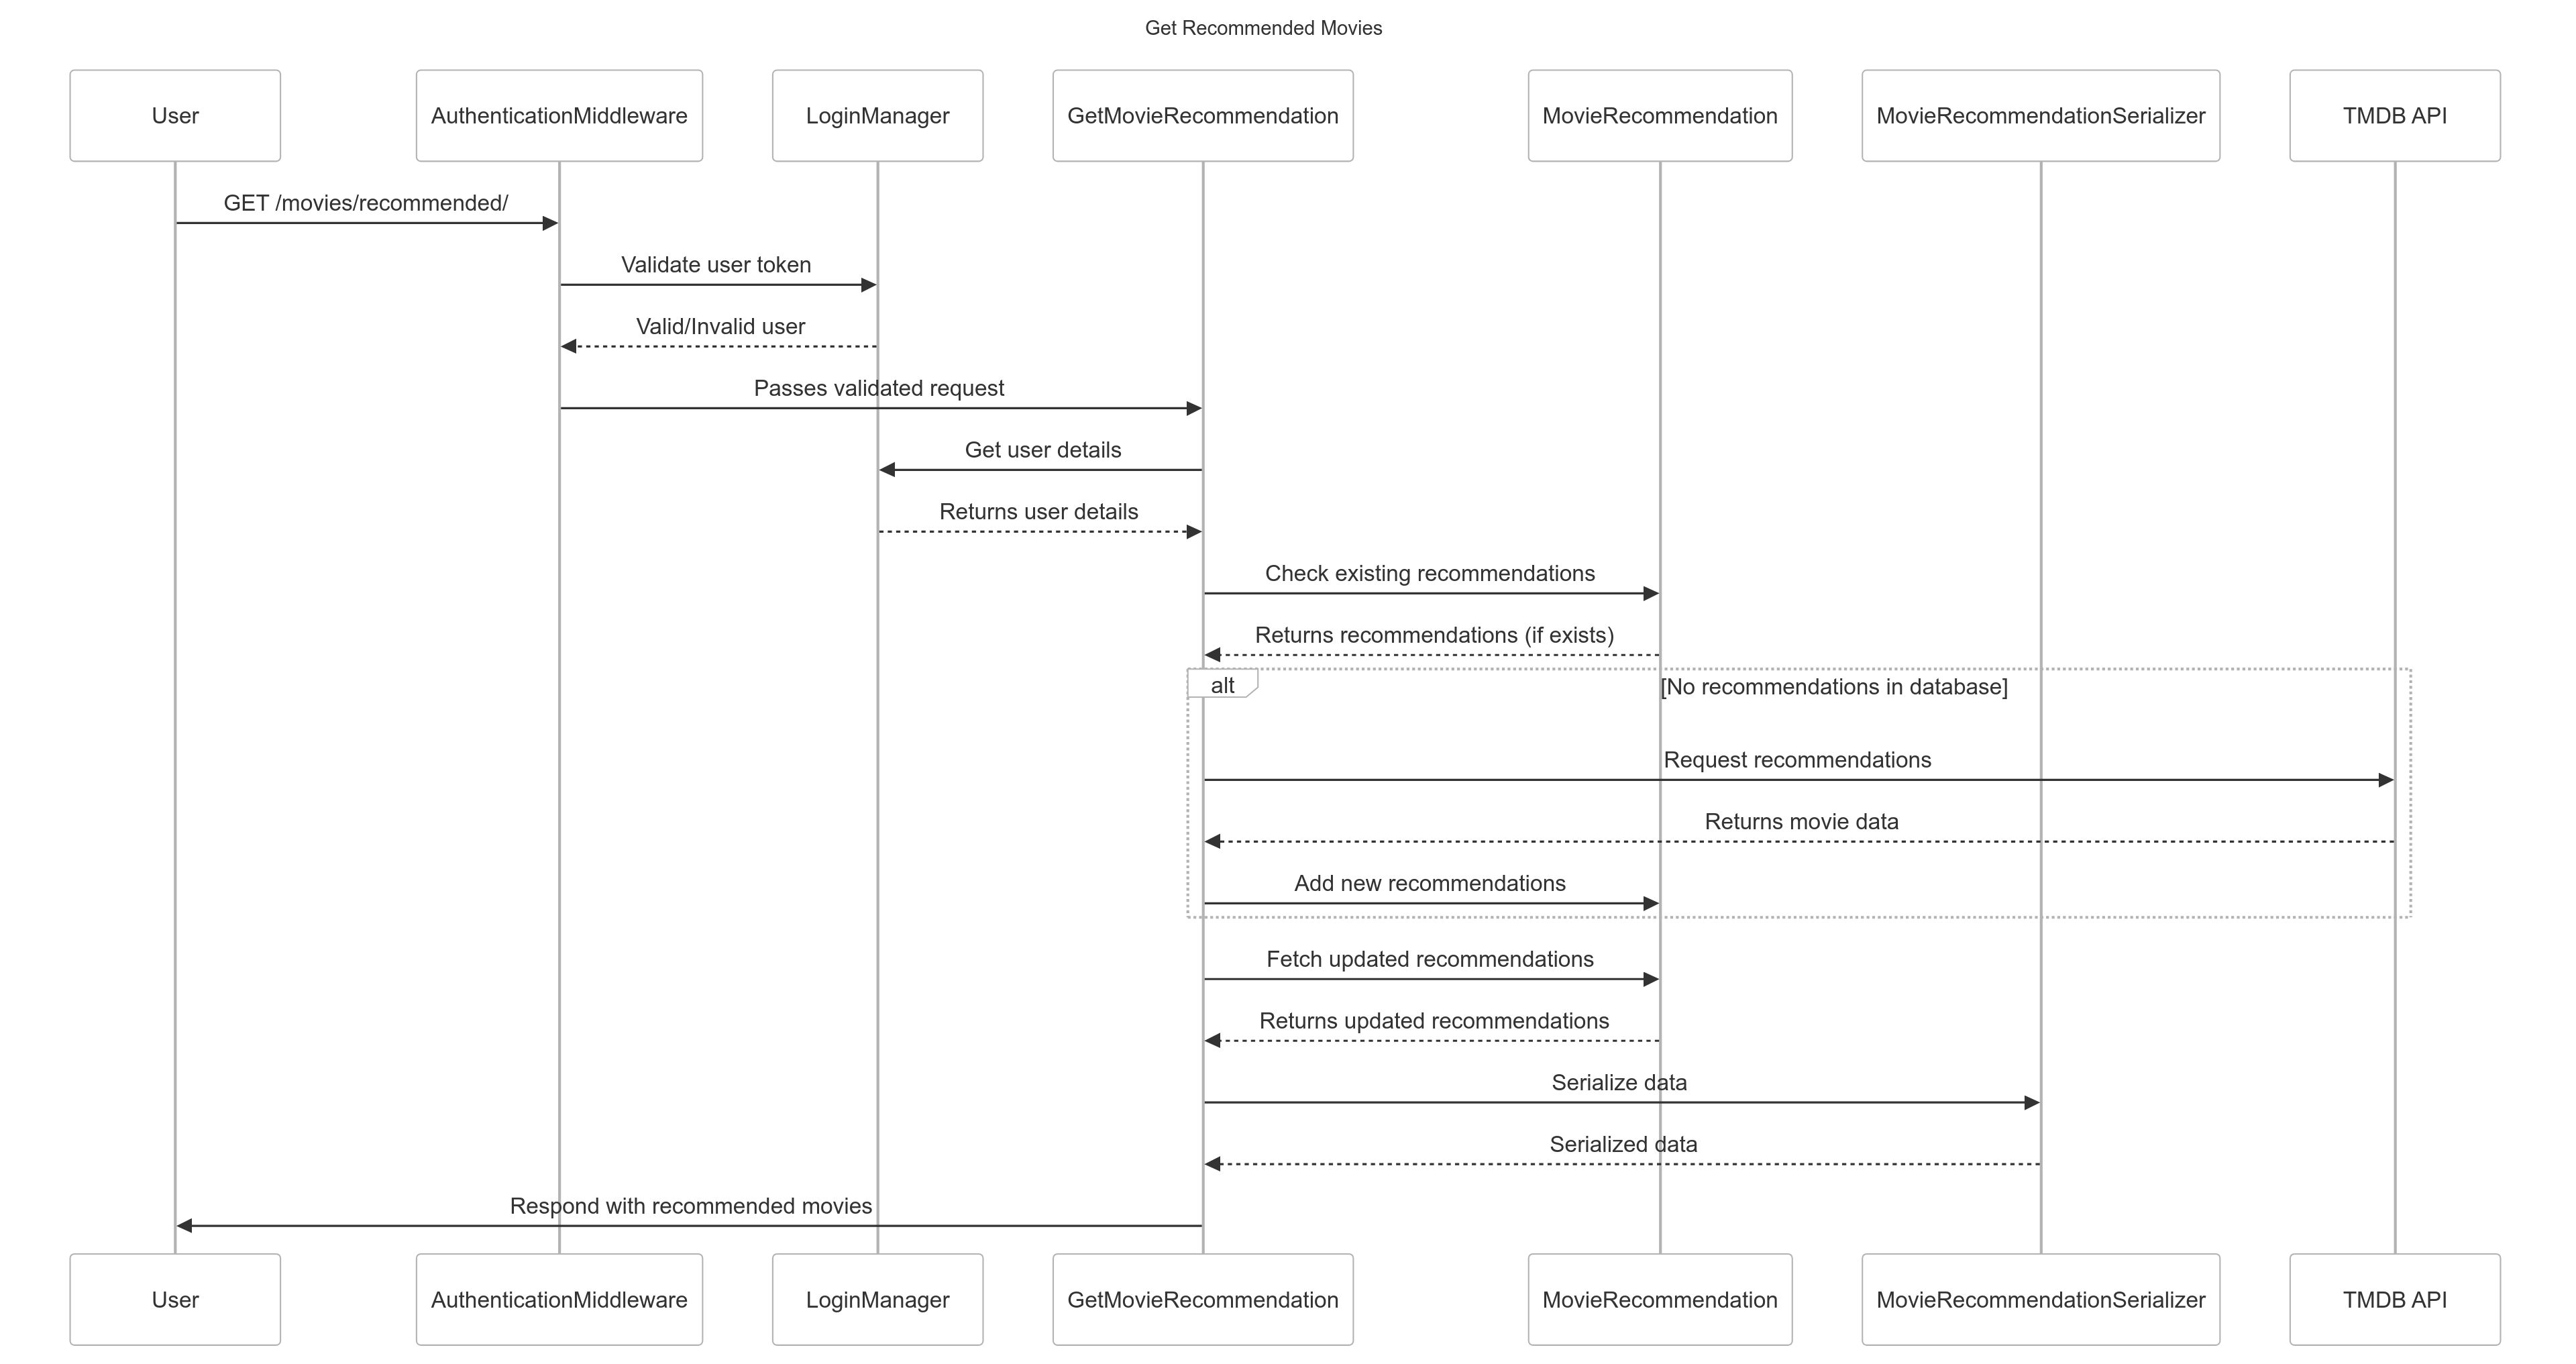 Get Recommended Movies
User
AuthenticationMiddleware
LoginManager
GetMovieRecommendation
MovieRecommendation
MovieRecommendationSerializer
TMDB API
GET /movies/recommended/
Validate user token
Valid/Invalid user
Passes validated request
Get user details
Returns user details
Check existing recommendations
Returns recommendations (if exists)
alt
[No recommendations in database]
Request recommendations
Returns movie data
Add new recommendations
Fetch updated recommendations
Returns updated recommendations
Serialize data
Serialized data
Respond with recommended movies
User
AuthenticationMiddleware
LoginManager
GetMovieRecommendation
MovieRecommendation
MovieRecommendationSerializer
TMDB API